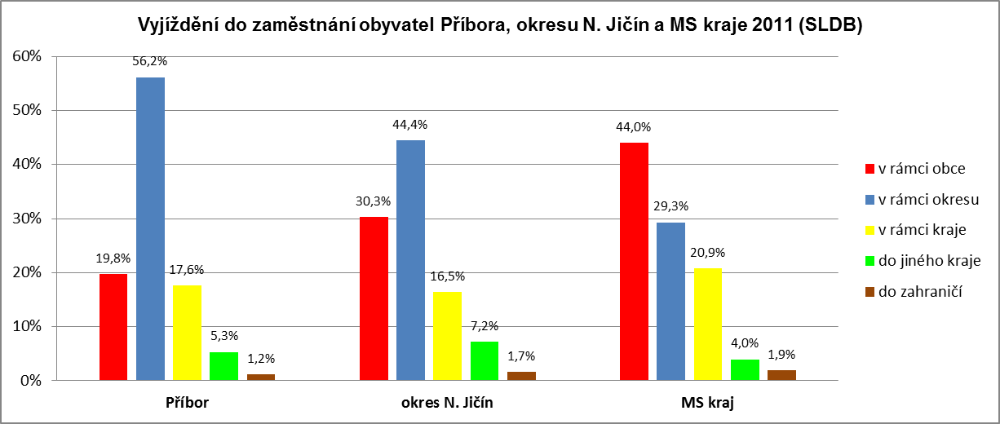 Vyjíždění do zaměstnání obyvatel Příbora, okresu N. Jičín a MS kraje 2011 (SLDB)
60%
50%
40%
30%
20%
10%
0%
19,8%
56,2%
17,6%
5,3%
1,2%
30,3%
44,4%
16,5%
7,2%
1,7%
44,0%
29,3%
20,9%
4,0%
1,9%
Příbor
okres N. Jičín
MS kraj
v rámci obce
v rámci okresu
v rámci kraje
do jiného kraje
do zahraničí